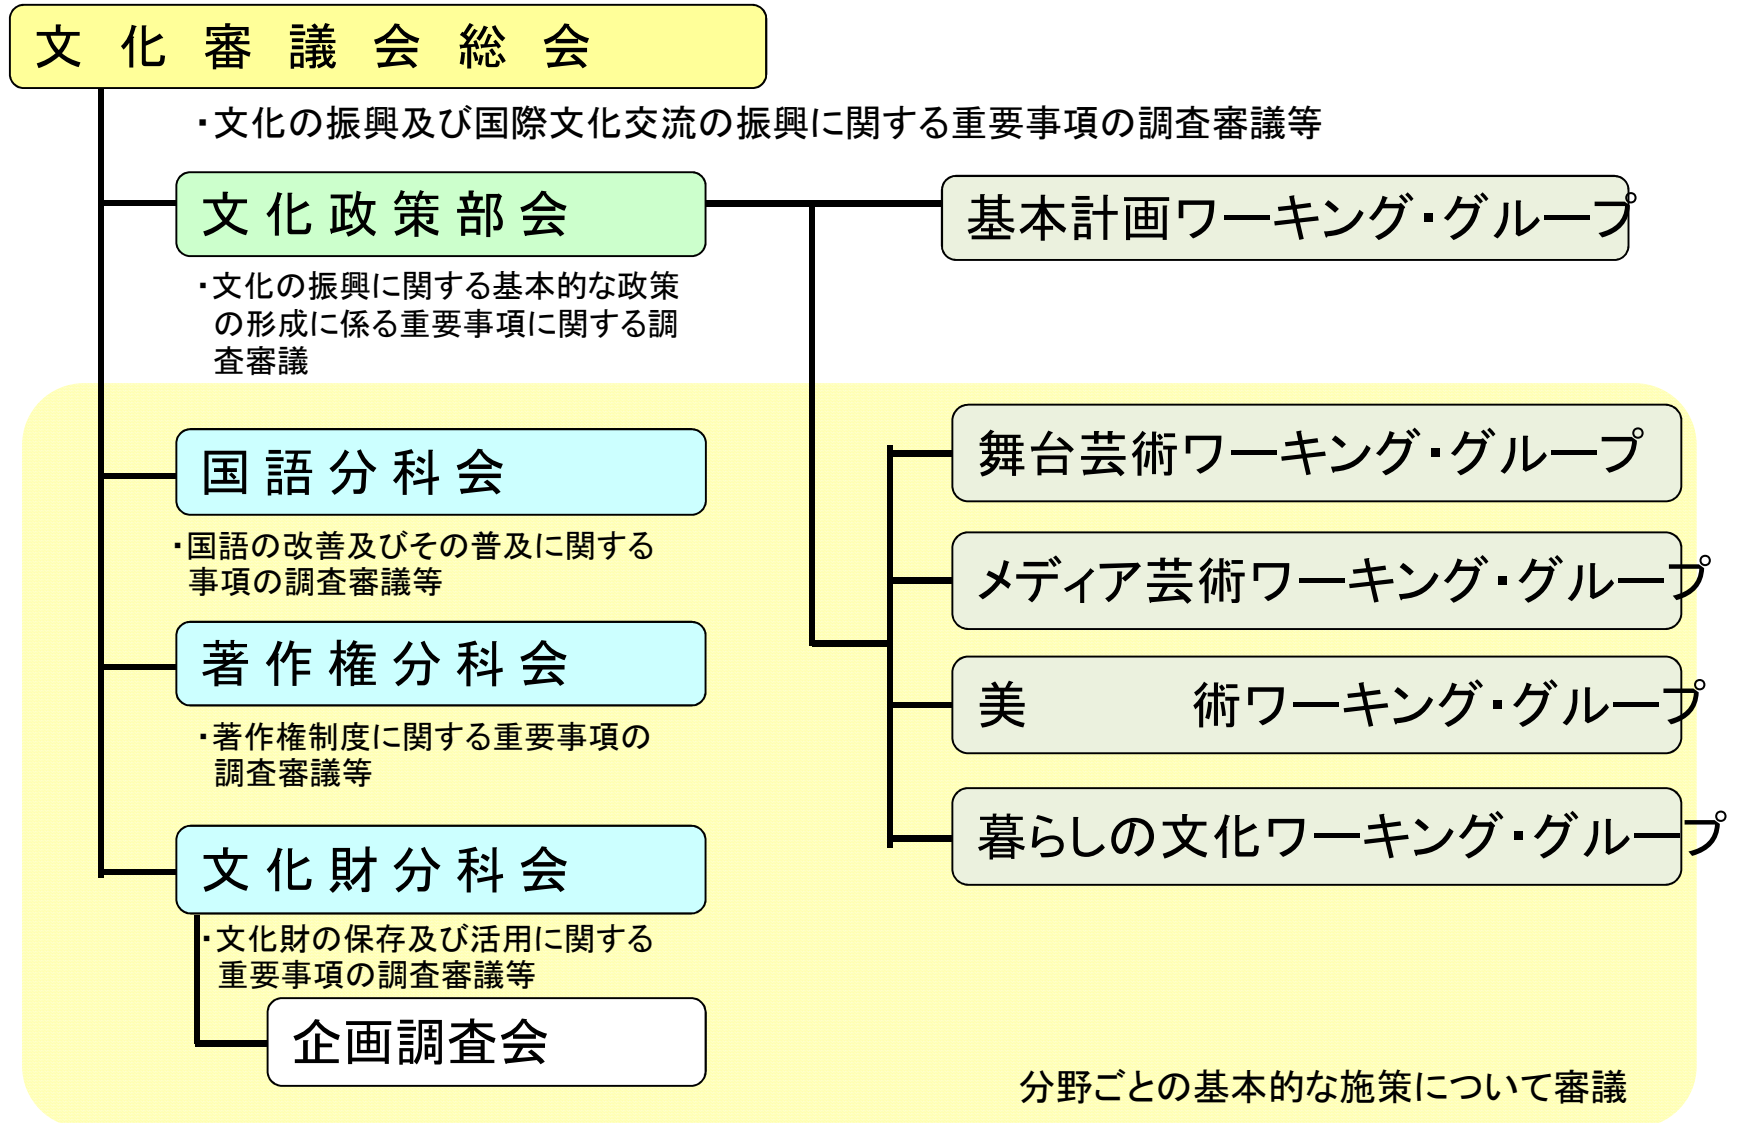 文化審議会総会
・文化の振興及び国際文化交流の振興に関する重要事項の調査審議等
文化政策部会
・文化の振興に関する基本的な政策
の形成に係る重要事項に関する調
査審議
基本計画ワーキング・グループ
国語分科会
・国語の改善及びその普及に関する
事項の調査審議等
著作権分科会
・著作権制度に関する重要事項の
調査審議等
文化財分科会
・文化財の保存及び活用に関する
重要事項の調査審議等
企画調査会
舞台芸術ワーキング・グループ
メディア芸術ワーキング・グループ
美　　　術ワーキング・グループ
暮らしの文化ワーキング・グループ
分野ごとの基本的な施策について審議